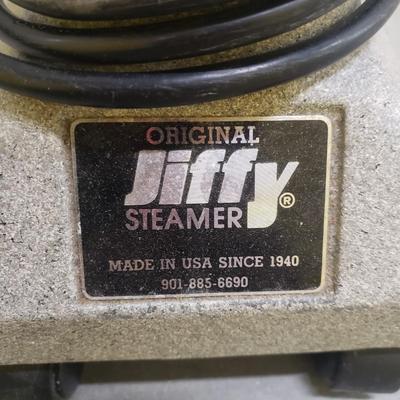 ORIGINAL
Jiffy
STEAMER®
MADE IN USA SINCE 1940
901-885-6690